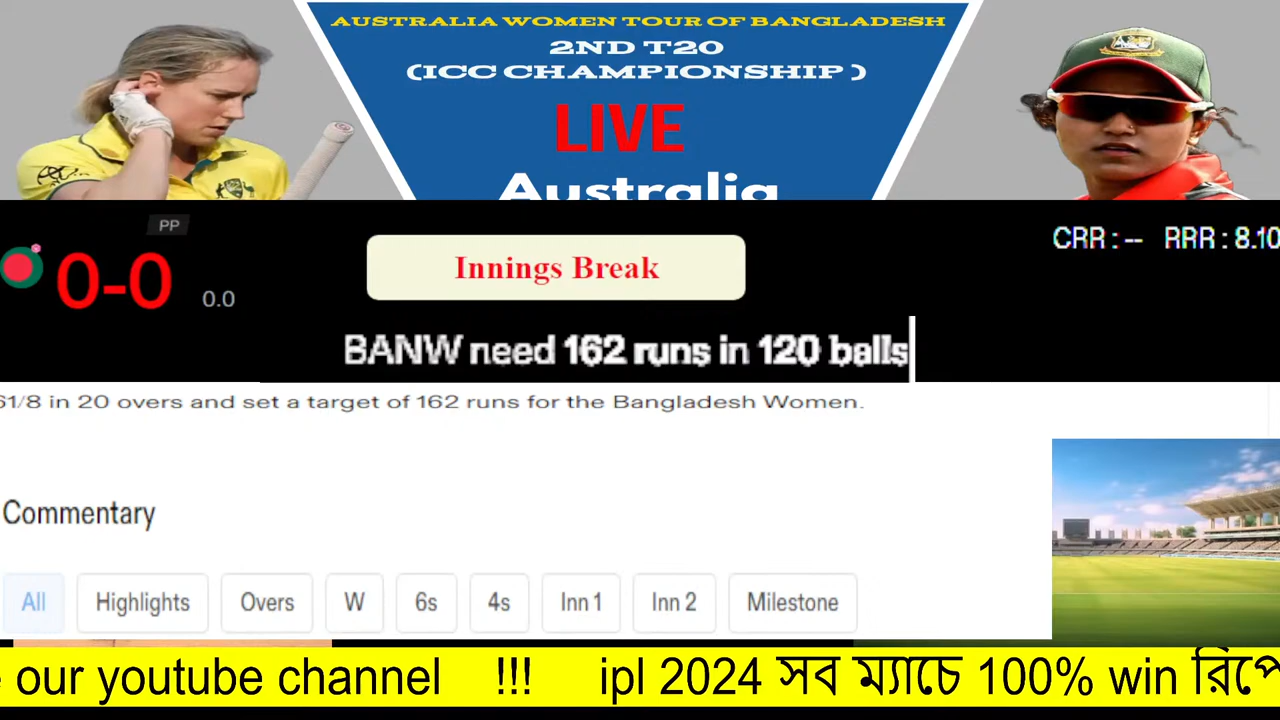 AUSTRALIA WOMEN TOUR OF BANGLADESH
2ND T20
(ICC CHAMPIONSHIP )
LIVE
Australia
PP
0-0
0.0
Innings Break
CRR : -- RRR : 8.10
BANW need 162 runs in 120 balls
61/8 in 20 overs and set a target of 162 runs for the Bangladesh Women.
Commentary
All Highlights Overs W 6s 4s Inn 1 Inn 2 Milestone
our youtube channel !!! ipl 2024 সব ম্যাচে 100% win রিপে